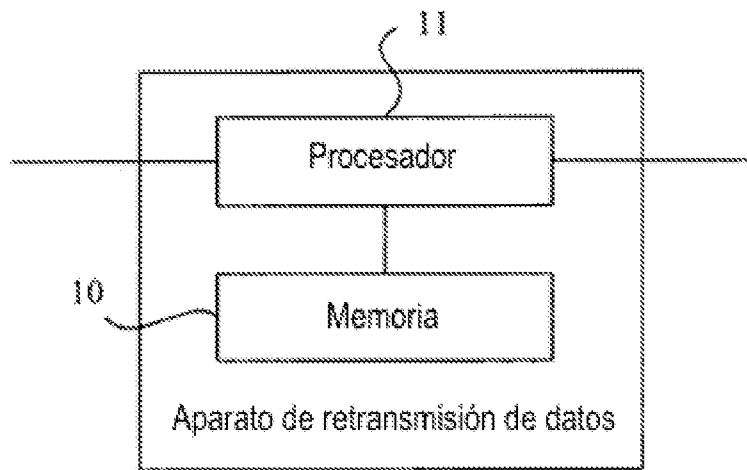 11
Procesador
10
Memoria
Aparato de retransmisión de datos